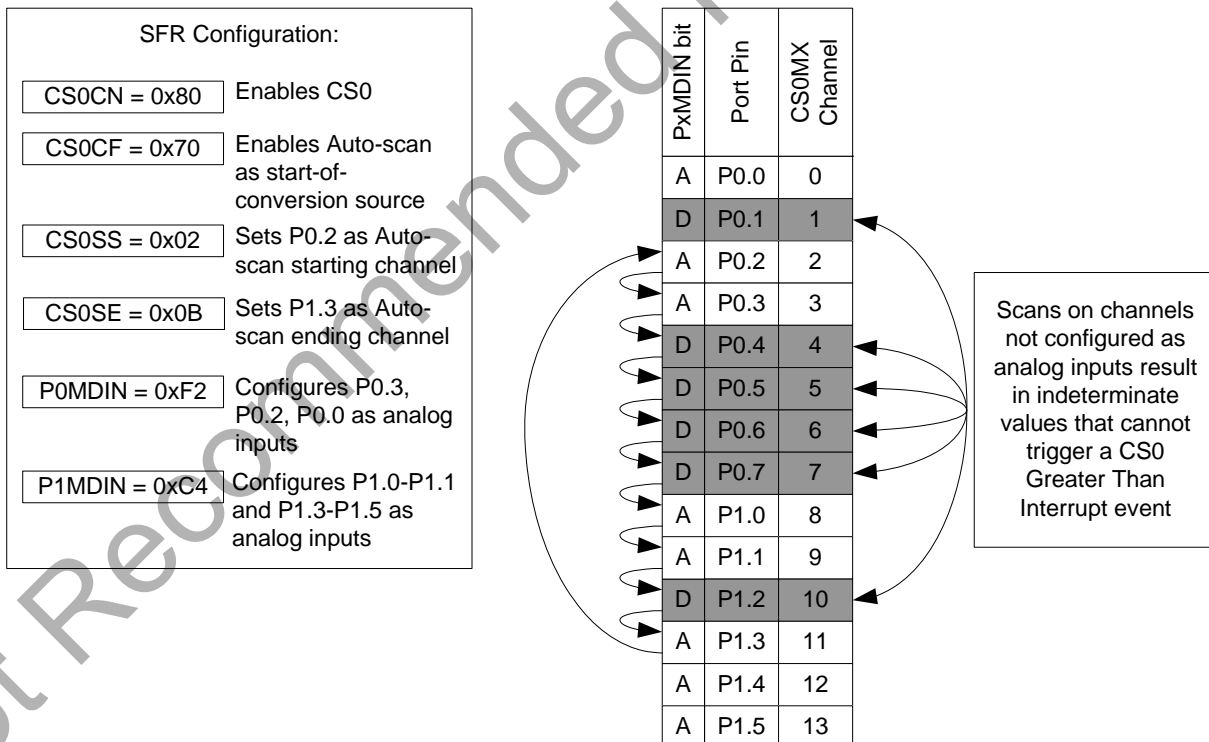 SFR Configuration:
CS0CN = 0x80
Enables CS0
CS0CF = 0x70
Enables Auto-scan
as start-of-
conversion source
CS0SS = 0x02
Sets P0.2 as Auto-
scan starting channel
CS0SE = 0x0B
Sets P1.3 as Auto-
scan ending channel
P0MDIN = 0xF2
Configures P0.3,
P0.2, P0.0 as analog
inputs
P1MDIN = 0xC4
Configures P1.0-P1.1
and P1.3-P1.5 as
analog inputs
PxMDIN bit
Port Pin
CS0MX
Channel
A P0.0 0
D P0.1 1
A P0.2 2
A P0.3 3
D P0.4 4
D P0.5 5
D P0.6 6
D P0.7 7
A P1.0 8
A P1.1 9
D P1.2 10
A P1.3 11
A P1.4 12
A P1.5 13
Scans on channels
not configured as
analog inputs result
in indeterminate
values that cannot
trigger a CS0
Greater Than
Interrupt event
Recommended